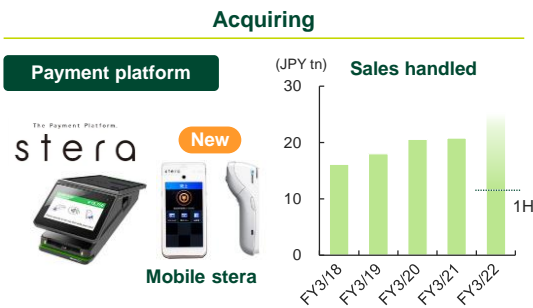 Acquiring
Payment platform
The Payment Platform.
stera
New
stera
Mobile stera
(JPY tn)
Sales handled
30
20
10
0
1H
FY3/18
FY3/19
FY3/20
FY3/21
FY3/22